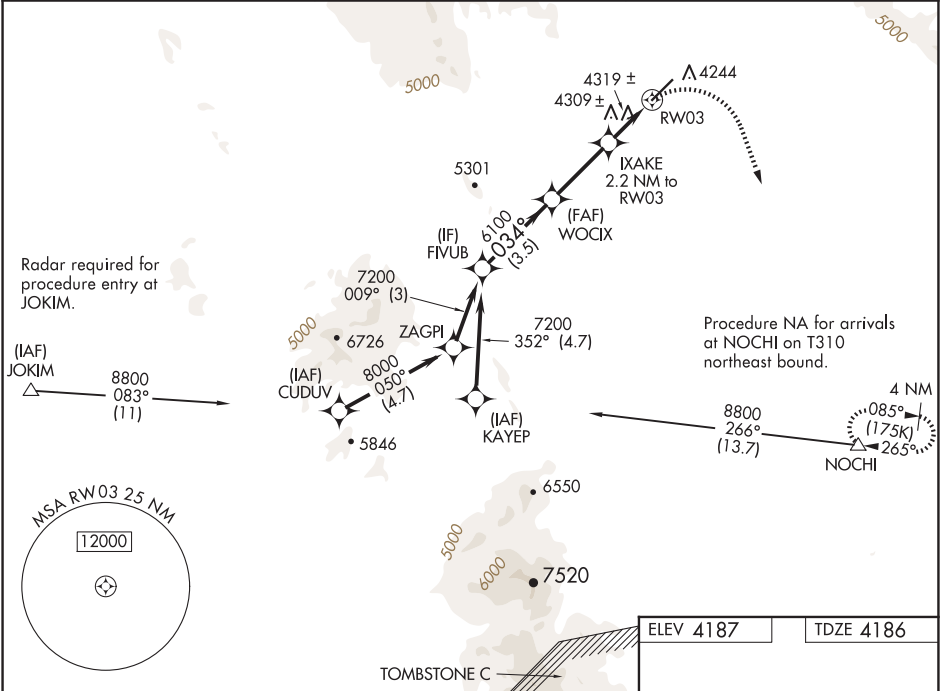 5000
5000
4319 ±
4309 ±
4244
RW03
IXAKE
2.2 NM to
RW03
5301
(FAF)
WOCIX
6100
034°
(3.5)
(IF)
FIVUB
Radar required for
procedure entry at
JOKIM.
7200
009° (3)
5000
6726
ZAGPI
7200
352° (4.7)
Procedure NA for arrivals
at NOCHI on T310
northeast bound.
(IAF)
JOKIM
8800
083°
(11)
(IAF)
CUDUV
8000
050°
(4.7)
(IAF)
KAYEP
8800
266°
(13.7)
4 NM
085°
(175K)
265°
NOCHI
5846
MSA RW03 25 NM
12000
6550
5000
6000
7520
ELEV 4187
TDZE 4186
TOMBSTONE C